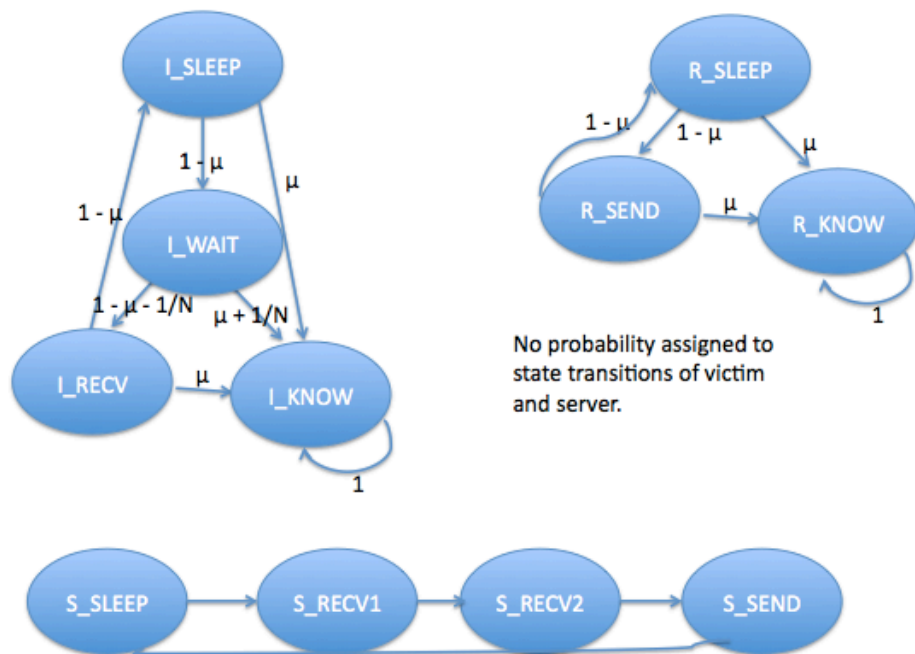 I_SLEEP
1 - μ
μ
1 - μ
I_WAIT
1 - μ - 1/N
μ + 1/N
I_RECV
μ
I_KNOW
1
R_SLEEP
1 - μ
1 - μ
μ
R_SEND
μ
R_KNOW
1
No probability assigned to
state transitions of victim
and server.
S_SLEEP
S_RECV1
S_RECV2
S_SEND